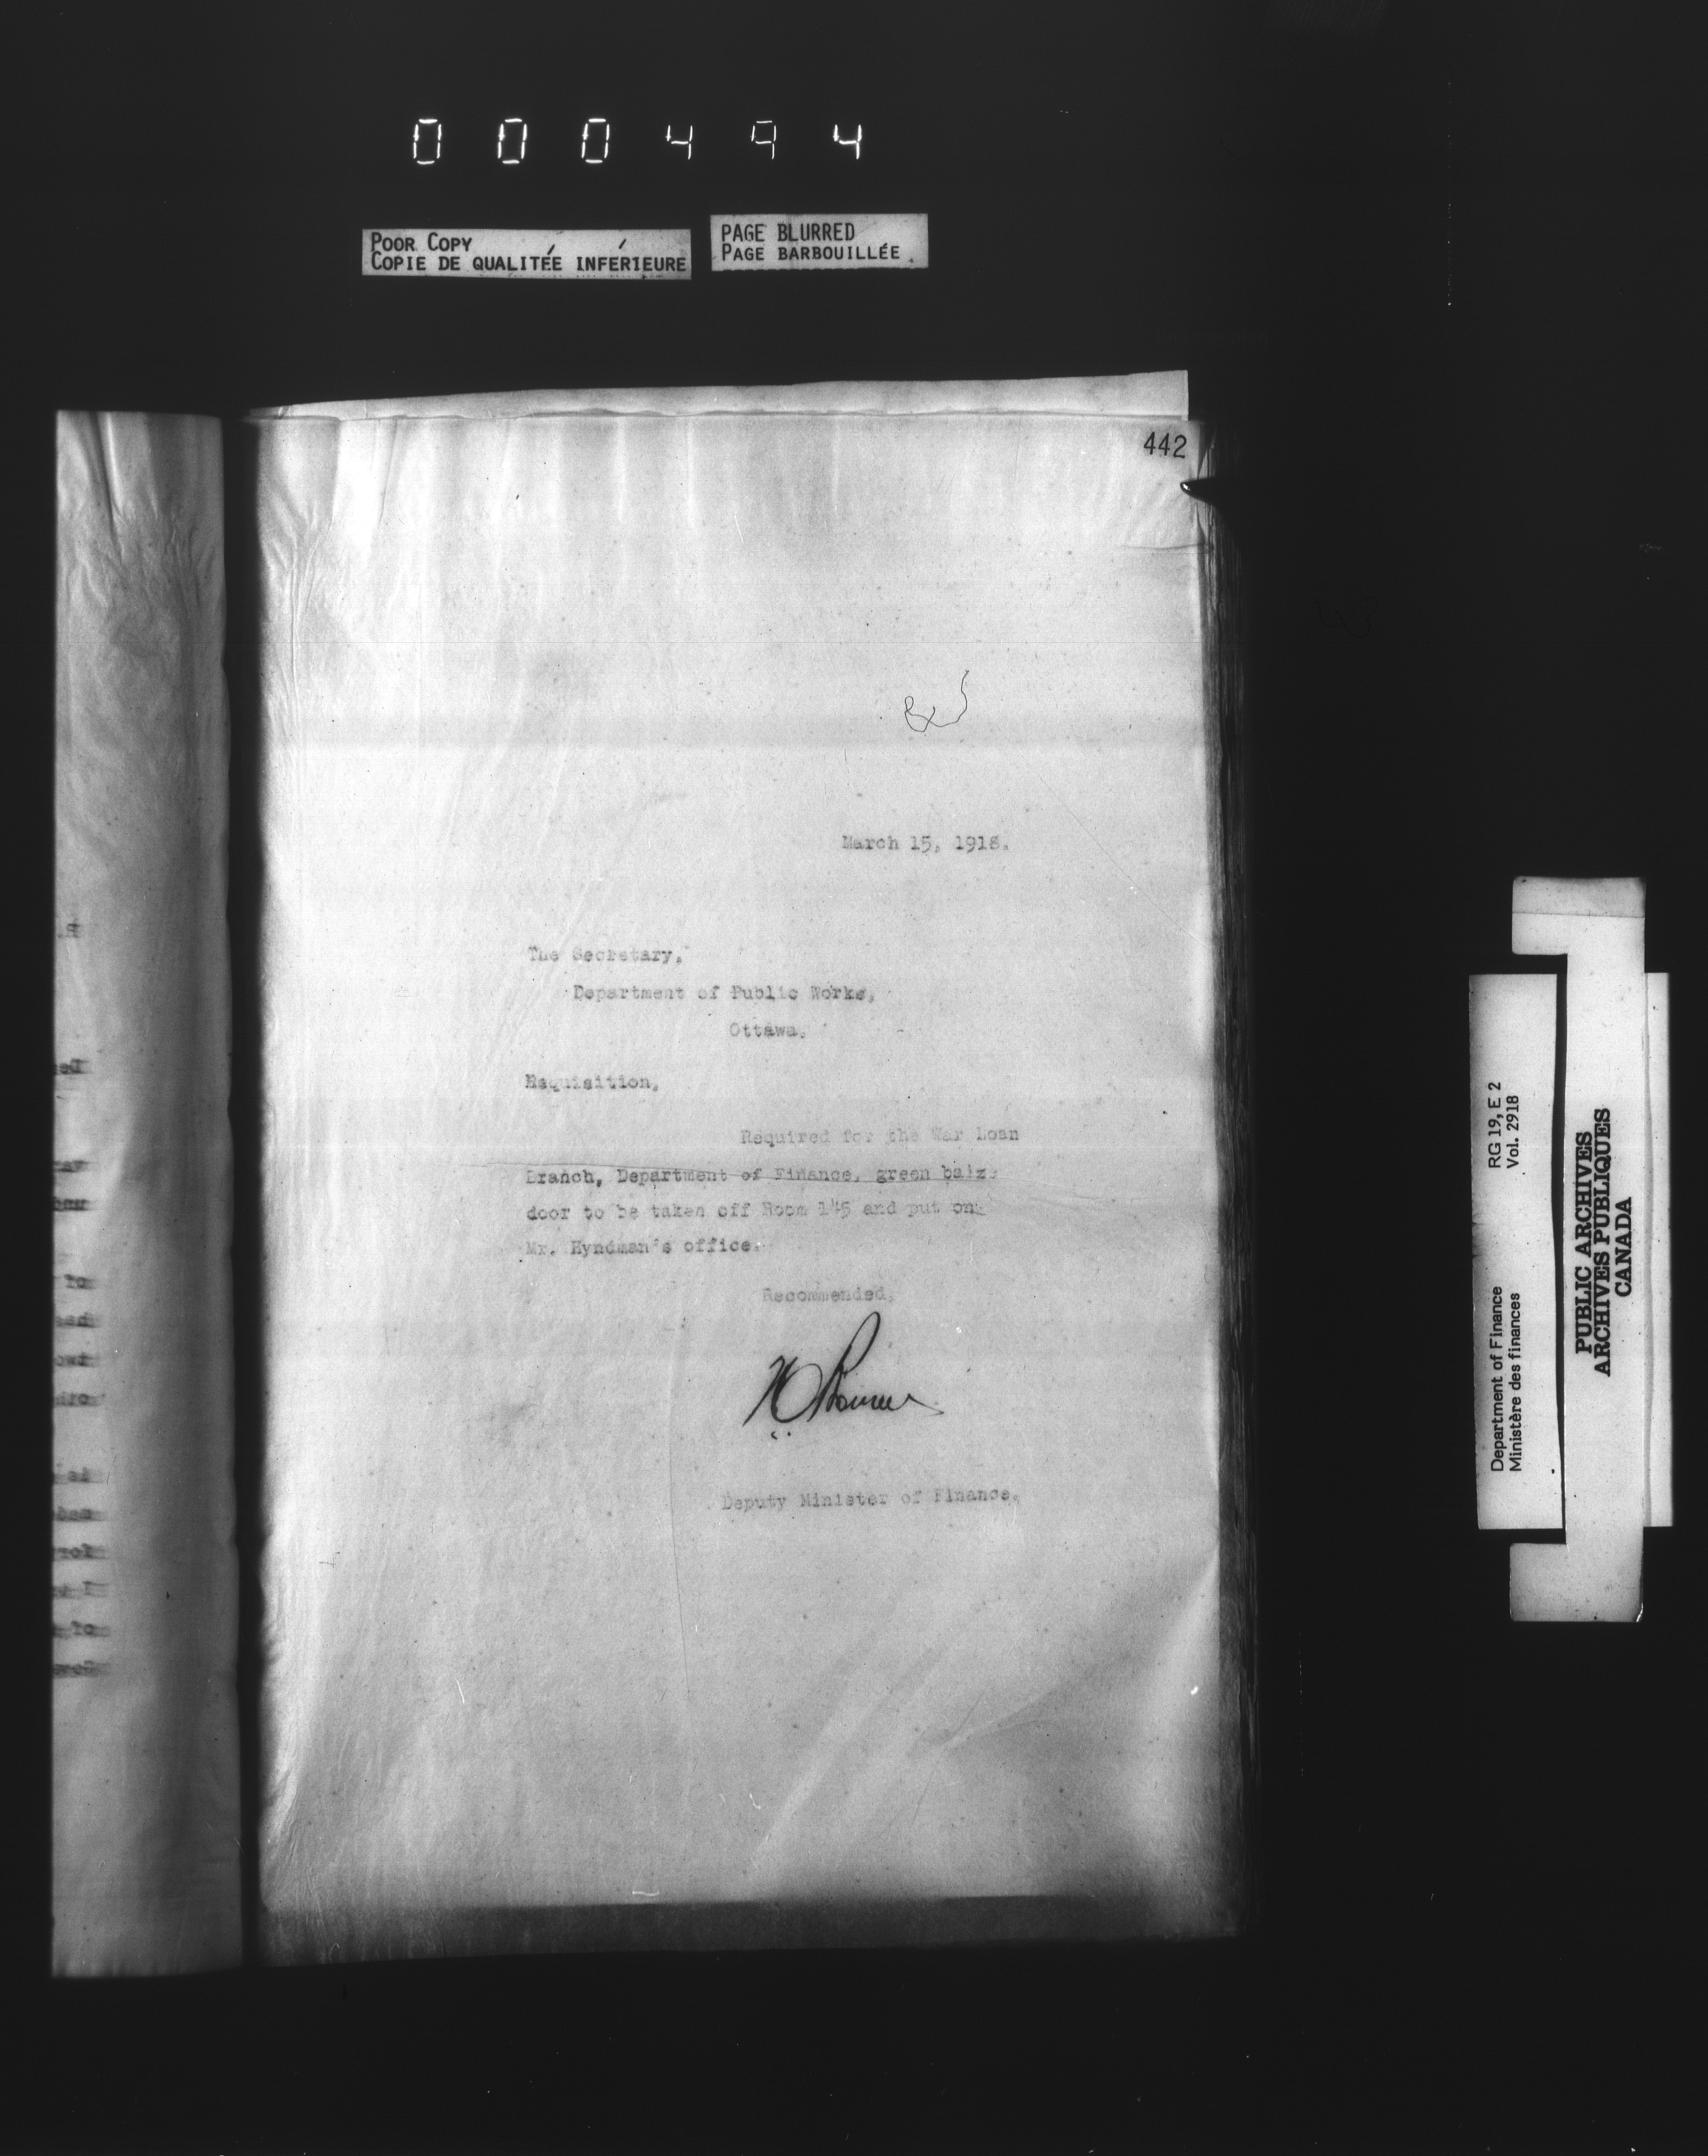 000494
POOR COPY
COPIE DE QUALITÉE INFÉRIEURE
PAGE BLURRED
PAGE BARBOUILLÉE
442
March 15, 1918.
The Secretary,
Department of Public Works,
Ottawa.
Requisition,
Required for the War Loan
Branch, Department of Finance, green baize
door to be taken off Room 145 and put on
Mr. Hyndman's office.
Recommended,
Deputy Minister of Finance.
RG 19, E 2
Vol. 2918
Department of Finance
Ministère des finances
PUBLIC ARCHIVES
ARCHIVES PUBLIQUES
CANADA